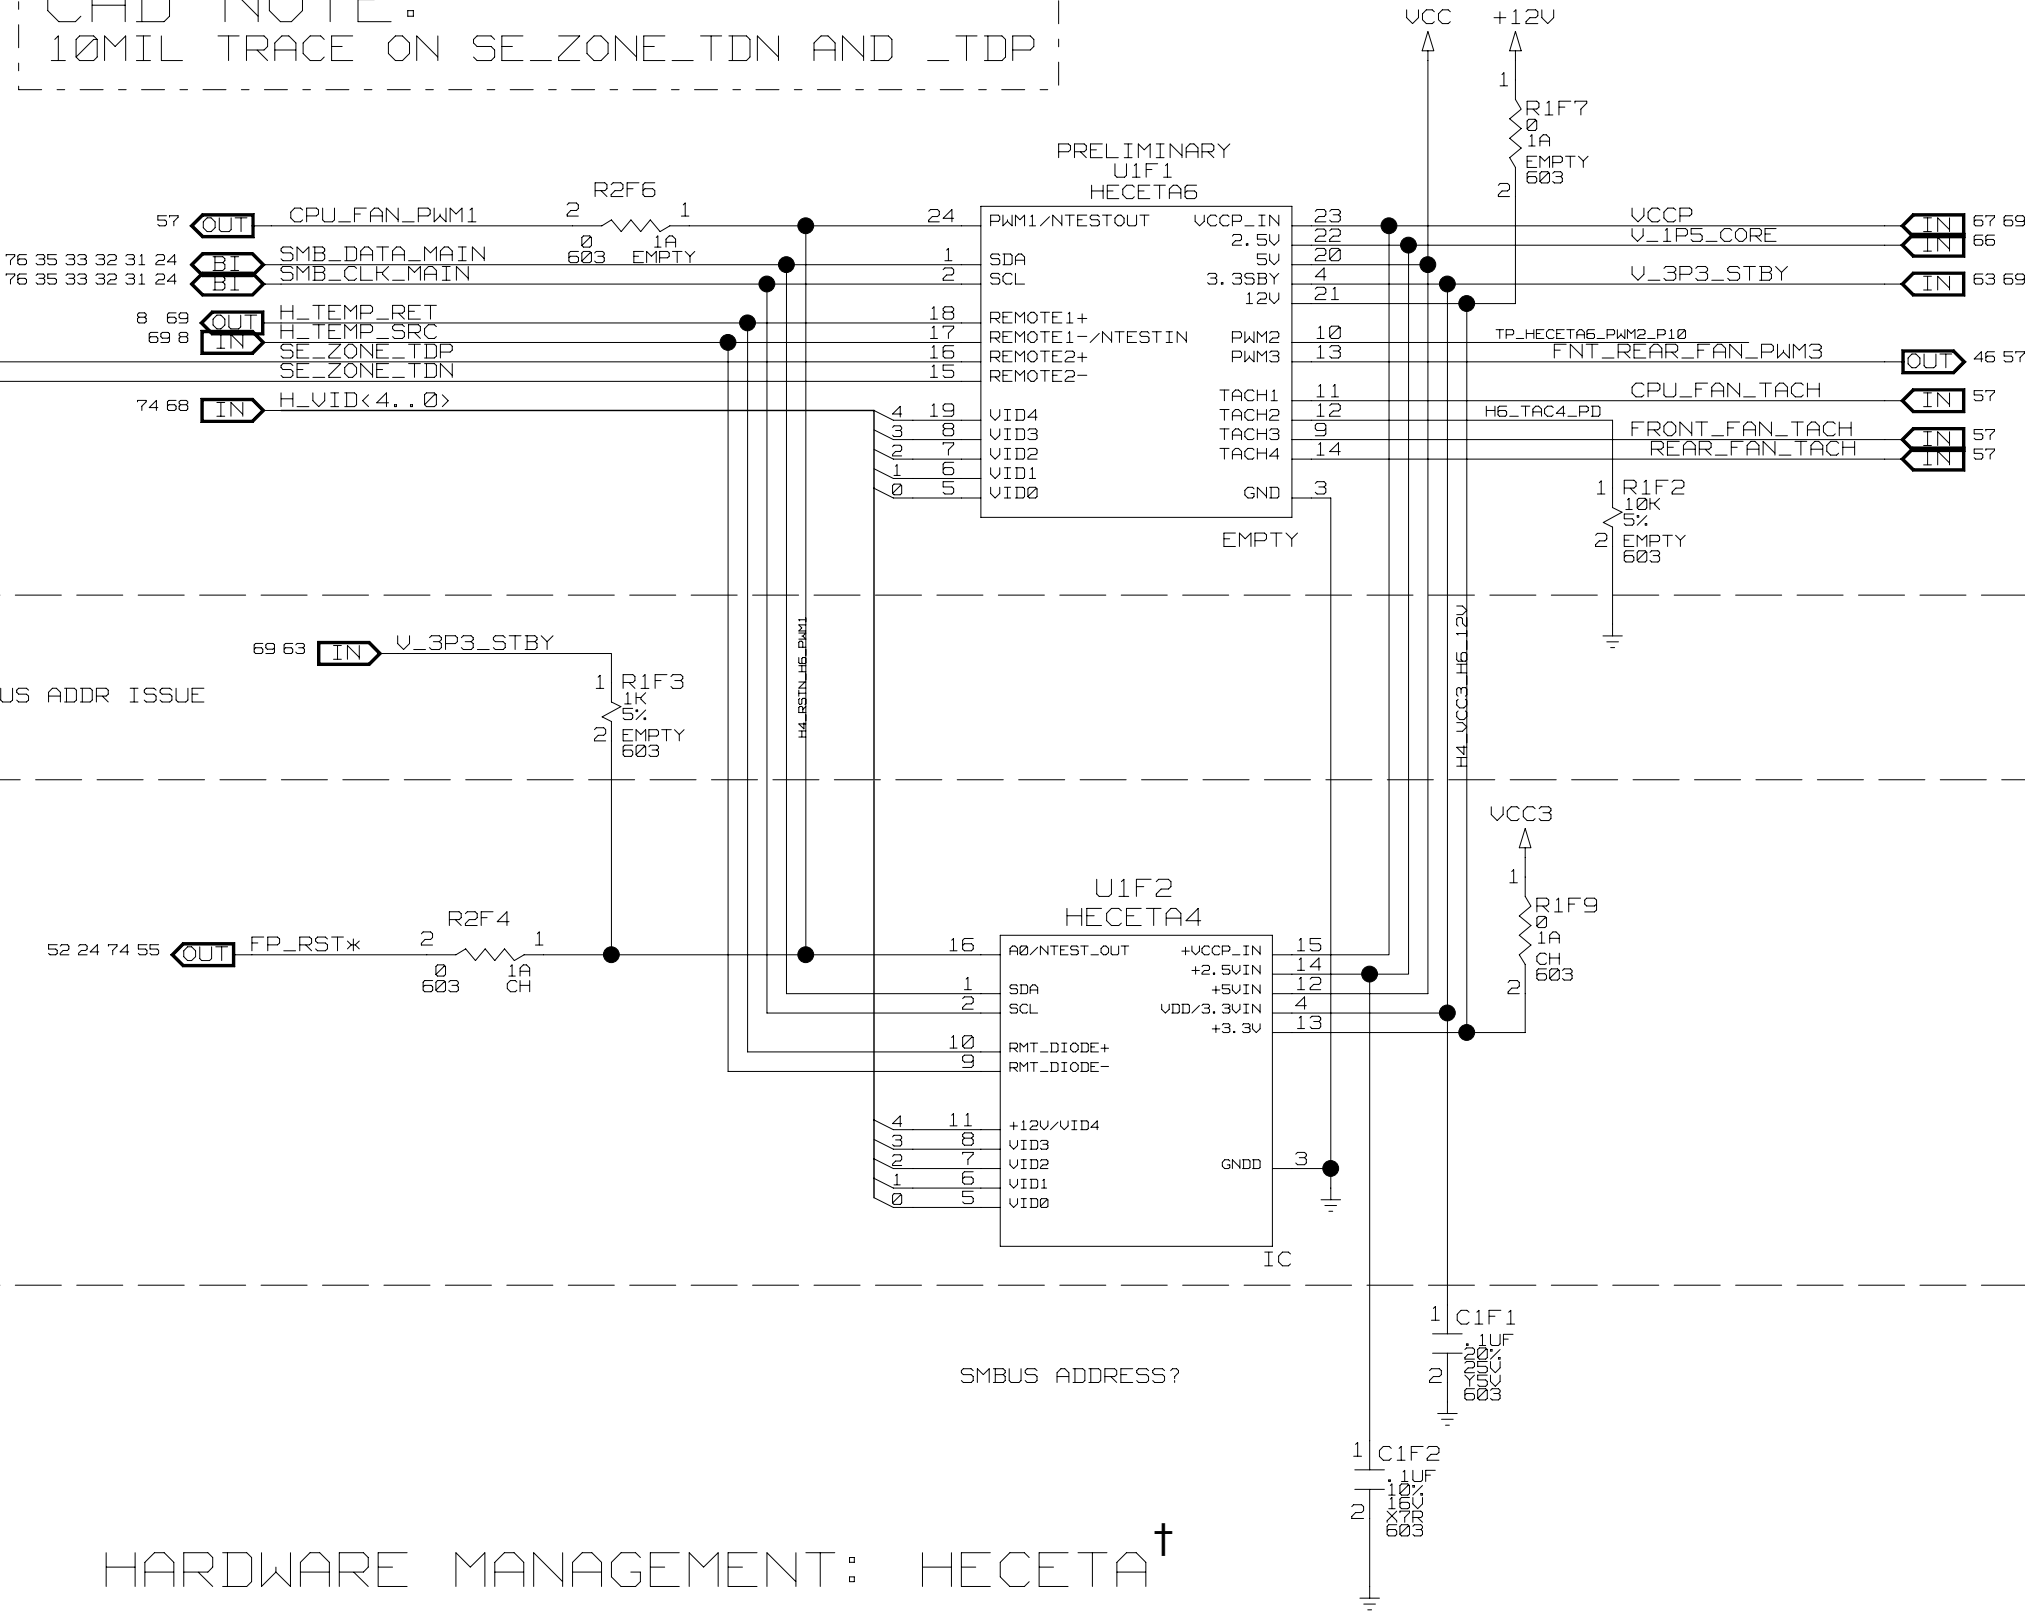 CAD NOTE:
10MIL TRACE ON SE_ZONE_TDN AND _TDP
VCC +12V
1
R1F7
0
1A
EMPTY
603
2
PRELIMINARY
U1F1
HECETA6
R2F6
2 1
0 1A
603 EMPTY
57 OUT CPU_FAN_PWM1
76 35 33 32 31 24 BI SMB_DATA_MAIN
76 35 33 32 31 24 BI SMB_CLK_MAIN
8 69 OUT H_TEMP_RET
69 8 IN H_TEMP_SRC
SE_ZONE_TDP
SE_ZONE_TDN
74 68 IN H_VID<4..0>
24 PWM1/NTESTOUT
1 SDA
2 SCL
18 REMOTE1+
17 REMOTE1-/NTESTIN
16 REMOTE2+
15 REMOTE2-
4 19 VID4
3 8 VID3
2 7 VID2
1 6 VID1
0 5 VID0
VCCP_IN 23 VCCP IN 67 69
2.5V 22 V_1P5_CORE IN 66
5V 20
3.3SBY 4 V_3P3_STBY IN 63 69
12V 21
PWM2 10 TP_HECETA6_PWM2_P10
PWM3 13 FNT_REAR_FAN_PWM3 OUT 46 57
TACH1 11 CPU_FAN_TACH IN 57
TACH2 12 H6_TAC4_PD
TACH3 9 FRONT_FAN_TACH IN 57
TACH4 14 REAR_FAN_TACH IN 57
GND 3
EMPTY
1 R1F2
10K
5%
2 EMPTY
603
69 63 IN V_3P3_STBY
US ADDR ISSUE
1 R1F3
1K
5%
2 EMPTY
603
H4_RSTN_H6_PWM1
H4_VCC3_H6_12V
VCC3
1
R1F9
0
1A
CH
603
2
U1F2
HECETA4
R2F4
52 24 74 55 OUT FP_RST* 2 1
0 1A
603 CH
16 A0/NTEST_OUT
1 SDA
2 SCL
10 RMT_DIODE+
9 RMT_DIODE-
4 11 +12V/VID4
3 8 VID3
2 7 VID2
1 6 VID1
0 5 VID0
+VCCP_IN 15
+2.5VIN 14
+5VIN 12
VDD/3.3VIN 4
+3.3V 13
GNDD 3
IC
1 C1F1
.1UF
20%
25V
2 Y5V
603
SMBUS ADDRESS?
1 C1F2
.1UF
10%
16V
2 X7R
603
HARDWARE MANAGEMENT: HECETA†